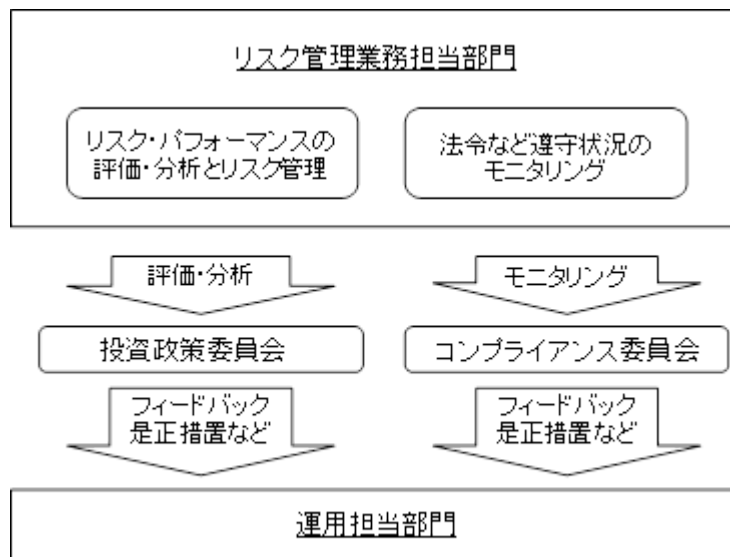 リスク管理業務担当部門
リスク・パフォーマンスの
評価・分析とリスク管理
法令など遵守状況の
モニタリング
評価・分析
モニタリング
投資政策委員会
コンプライアンス委員会
フィードバック
是正措置など
フィードバック
是正措置など
運用担当部門